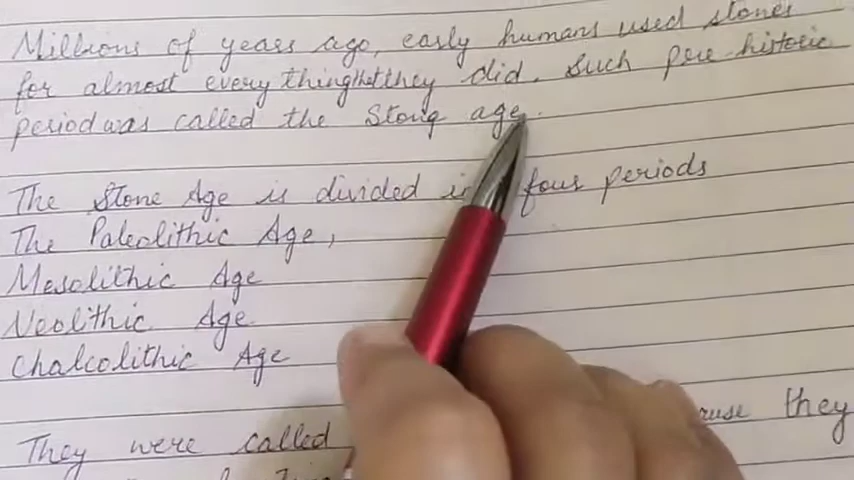 Millions of years ago, early humans used stones
for almost every thing that they did. Such pre-historic
period was called the Stone age.
The Stone Age is divided in four periods
The Paleolithic Age,
Mesolithic Age
Neolithic Age
Chalcolithic Age
They were called they